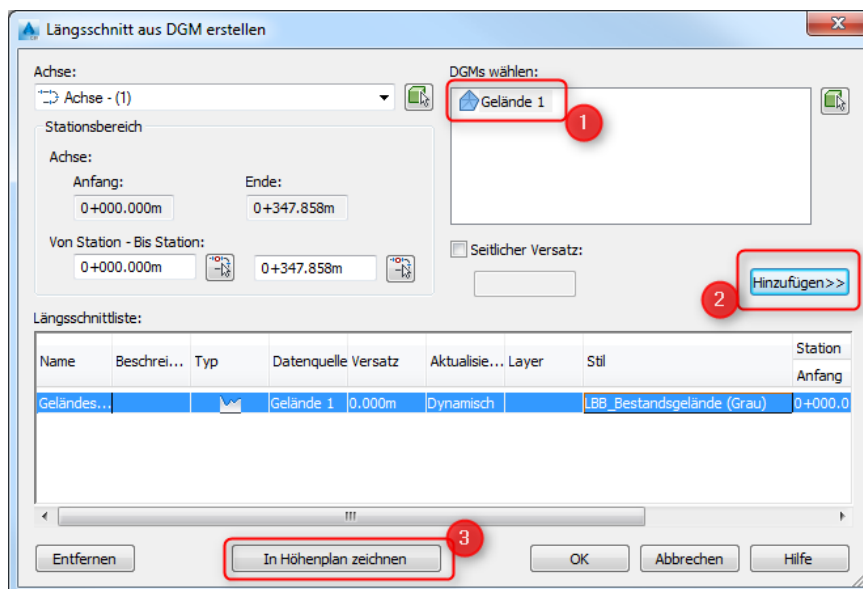 Längsschnitt aus DGM erstellen
Achse:
Achse - (1)
DGMs wählen:
Gelände 1
1
Stationsbereich
Achse:
Anfang:
Ende:
0+000.000m
0+347.858m
Von Station - Bis Station:
0+000.000m
0+347.858m
Seitlicher Versatz:
2
Hinzufügen>>
Längsschnittliste:
Name Beschrei... Typ Datenquelle Versatz Aktualisie... Layer Stil Station
Anfang
Geländes... Gelände 1 0.000m Dynamisch LBB_Bestandsgelände (Grau) 0+000.0
3
Entfernen
In Höhenplan zeichnen
OK
Abbrechen
Hilfe